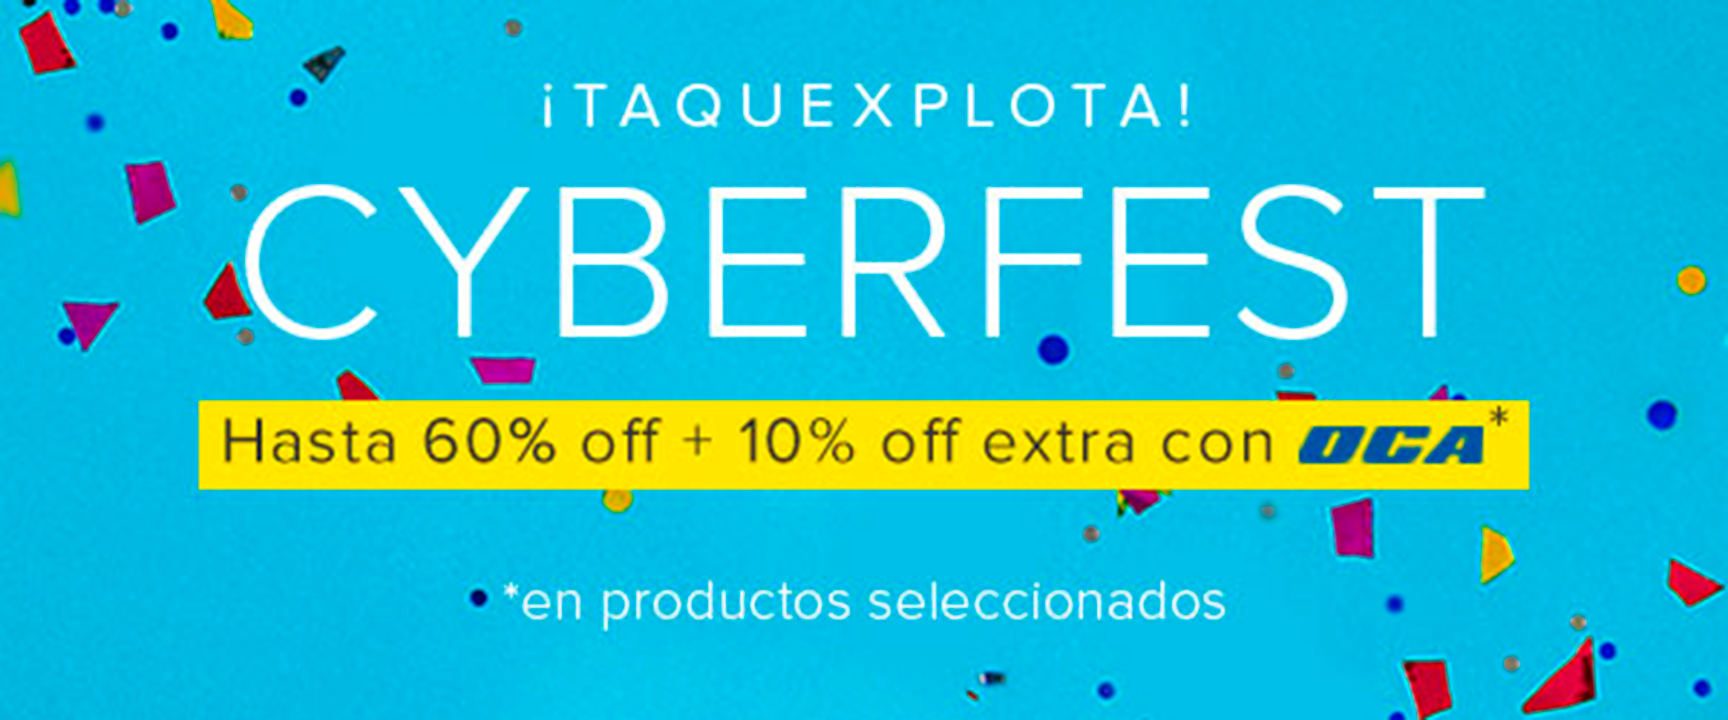 ¡TAQUEXPLOTA!
CYBERFEST
Hasta 60% off + 10% off extra con OCA*
*en productos seleccionados